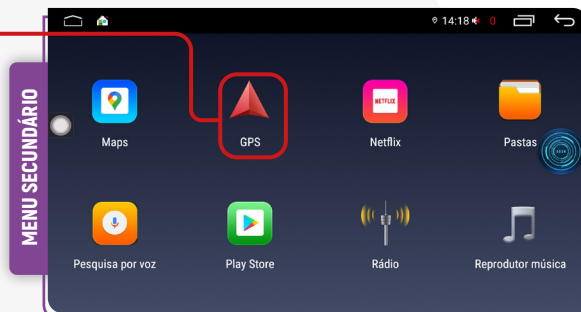 14:18 0
MENU SECUNDÁRIO
NETFLIX
Maps
GPS
Netflix
Pastas
Pesquisa por voz
Play Store
Rádio
Reprodutor música